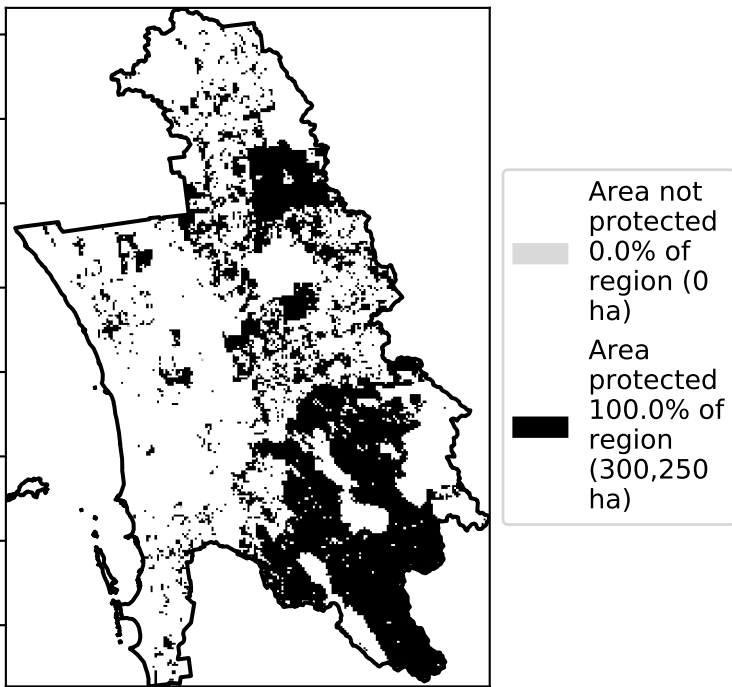 Area not
protected
0.0% of
region (0
ha)
Area
protected
100.0% of
region
(300,250
ha)